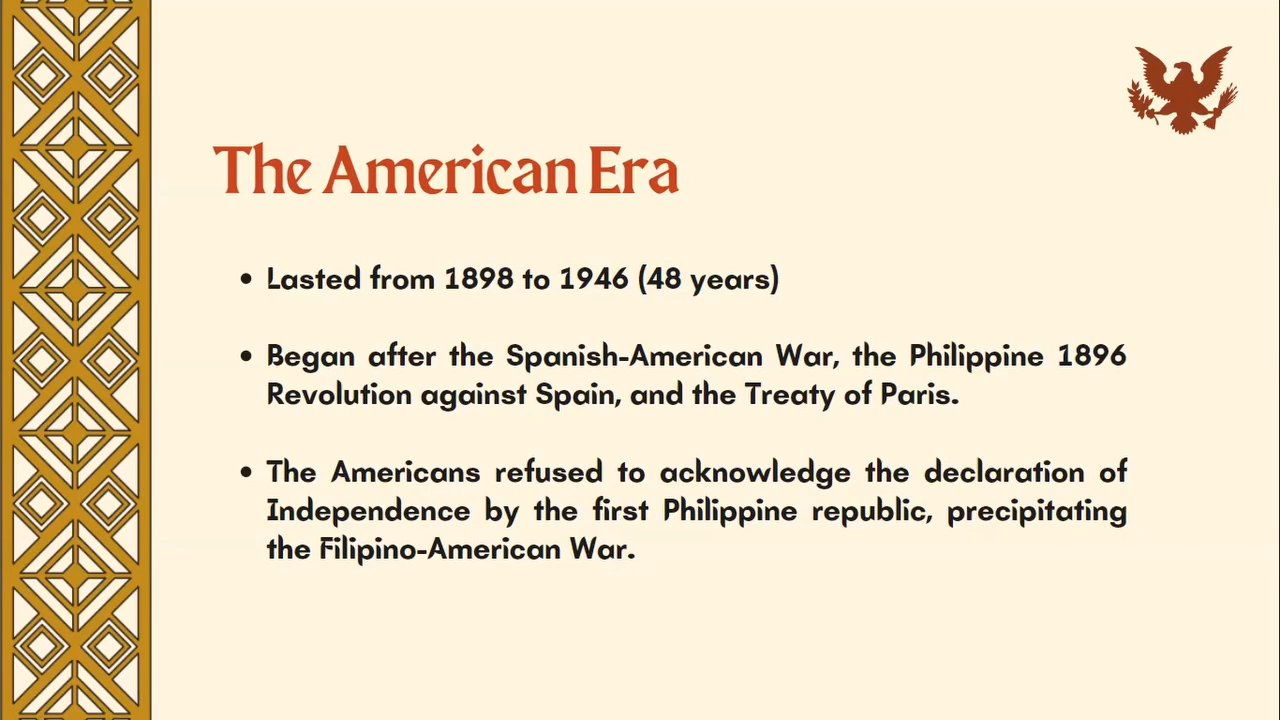 The American Era
• Lasted from 1898 to 1946 (48 years)
• Began after the Spanish-American War, the Philippine 1896
Revolution against Spain, and the Treaty of Paris.
• The Americans refused to acknowledge the declaration of
Independence by the first Philippine republic, precipitating
the Filipino-American War.